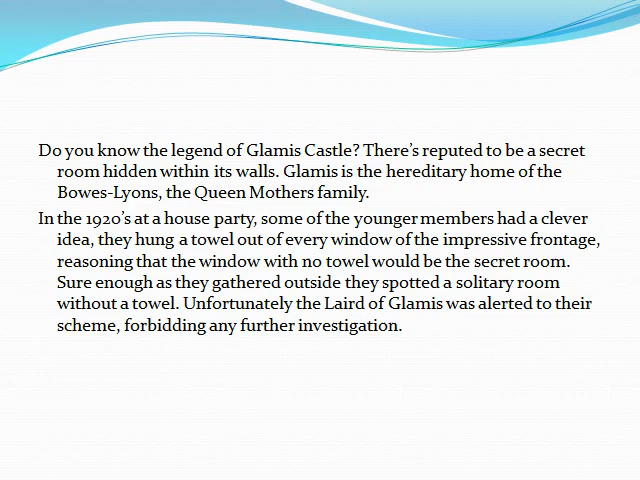 Do you know the legend of Glamis Castle? There’s reputed to be a secret
room hidden within its walls. Glamis is the hereditary home of the
Bowes-Lyons, the Queen Mothers family.
In the 1920’s at a house party, some of the younger members had a clever
idea, they hung a towel out of every window of the impressive frontage,
reasoning that the window with no towel would be the secret room.
Sure enough as they gathered outside they spotted a solitary room
without a towel. Unfortunately the Laird of Glamis was alerted to their
scheme, forbidding any further investigation.